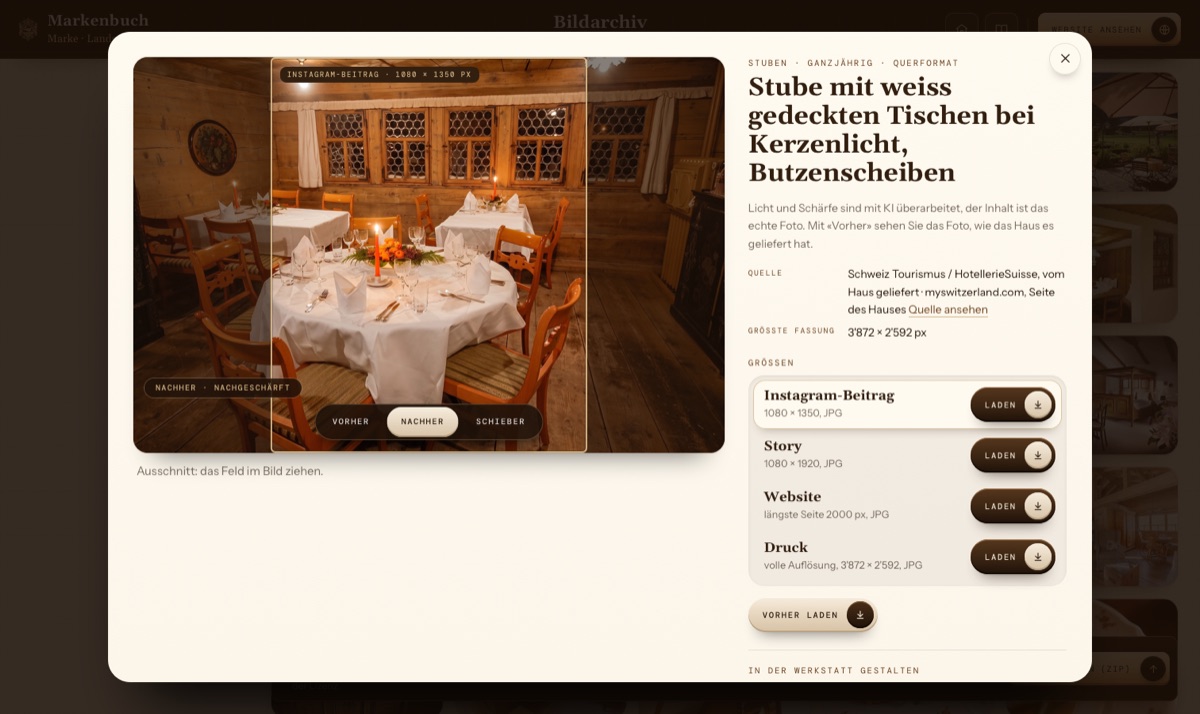 Markenbuch
Bildarchiv
WEBSITE ANSEHEN
INSTAGRAM-BEITRAG · 1080 × 1350 PX
NACHHER · NACHGESCHÄRFT
VORHER
NACHHER
SCHIEBER
Ausschnitt: das Feld im Bild ziehen.
STUBEN · GANZJÄHRIG · QUERFORMAT
Stube mit weiss
gedeckten Tischen bei
Kerzenlicht,
Butzenscheiben
Licht und Schärfe sind mit KI überarbeitet, der Inhalt ist das
echte Foto. Mit «Vorher» sehen Sie das Foto, wie das Haus es
geliefert hat.
QUELLE
Schweiz Tourismus / HotellerieSuisse, vom
Haus geliefert · myswitzerland.com, Seite
des Hauses Quelle ansehen
GRÖSSTE FASSUNG
3'872 × 2'592 px
GRÖSSEN
Instagram-Beitrag
1080 × 1350, JPG
LADEN
Story
1080 × 1920, JPG
LADEN
Website
längste Seite 2000 px, JPG
LADEN
Druck
volle Auflösung, 3'872 × 2'592, JPG
LADEN
VORHER LADEN
IN DER WERKSTATT GESTALTEN
(ZIP)